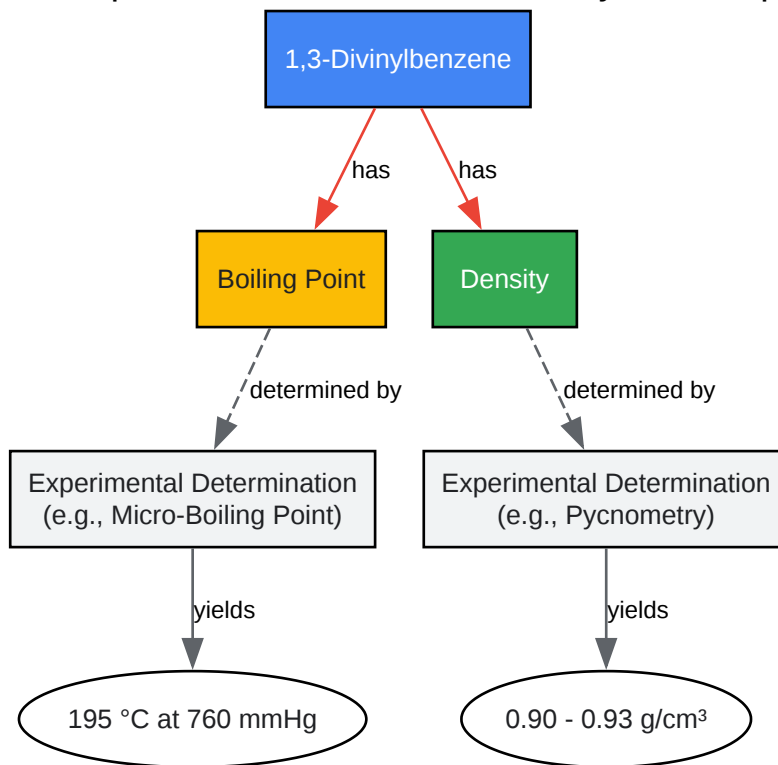 1,3-Divinylbenzene
has
has
Boiling Point
Density
determined by
determined by
Experimental Determination
(e.g., Micro-Boiling Point)
Experimental Determination
(e.g., Pycnometry)
yields
yields
195 °C at 760 mmHg
0.90 - 0.93 g/cm³